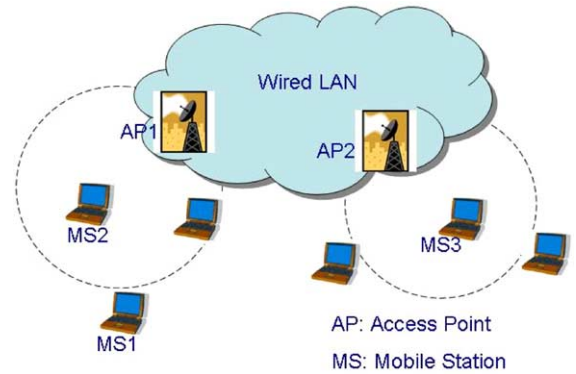 Wired LAN
AP1
AP2
MS2
MS3
MS1
AP: Access Point
MS: Mobile Station